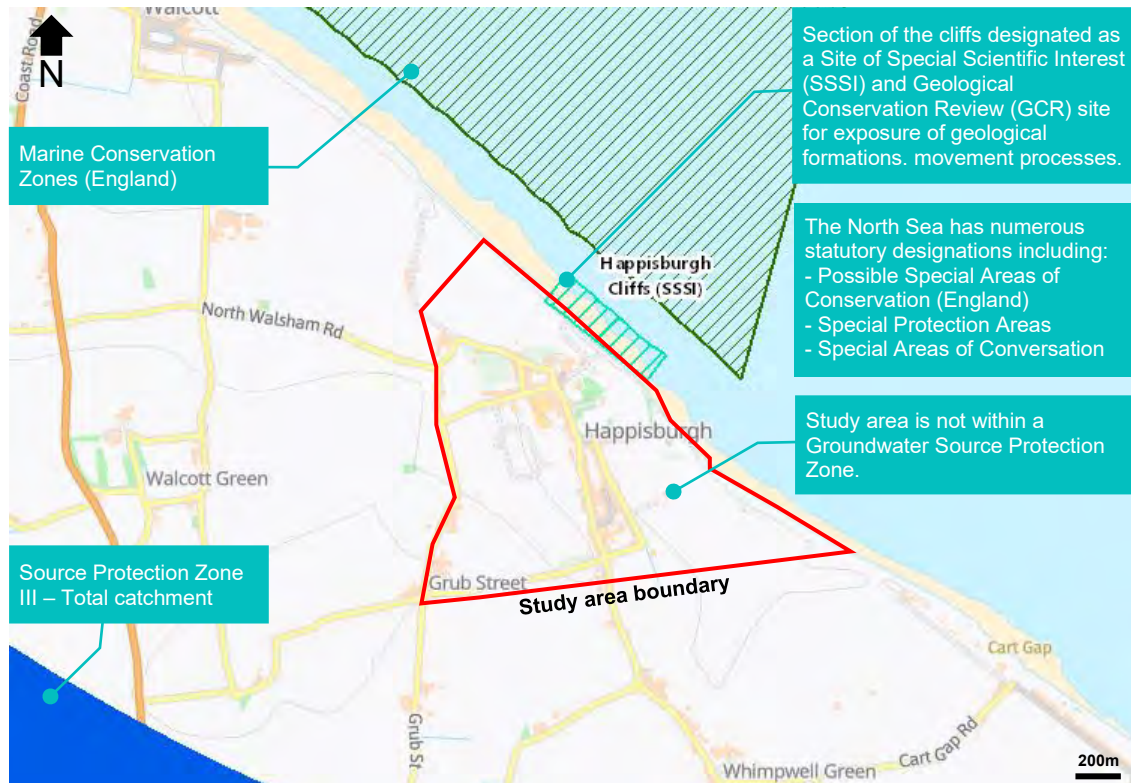 Walcott
N
Coast Road
Marine Conservation
Zones (England)
Section of the cliffs designated as
a Site of Special Scientific Interest
(SSSI) and Geological
Conservation Review (GCR) site
for exposure of geological
formations. movement processes.
The North Sea has numerous
statutory designations including:
- Possible Special Areas of
Conservation (England)
- Special Protection Areas
- Special Areas of Conversation
Happisburgh
Cliffs (SSSI)
North Walsham Rd
Happisburgh
Study area is not within a
Groundwater Source Protection
Zone.
Walcott Green
Source Protection Zone
III – Total catchment
Grub Street
Study area boundary
Cart Gap
Grub St
Cart Gap Rd
Whimpwell Green
200m